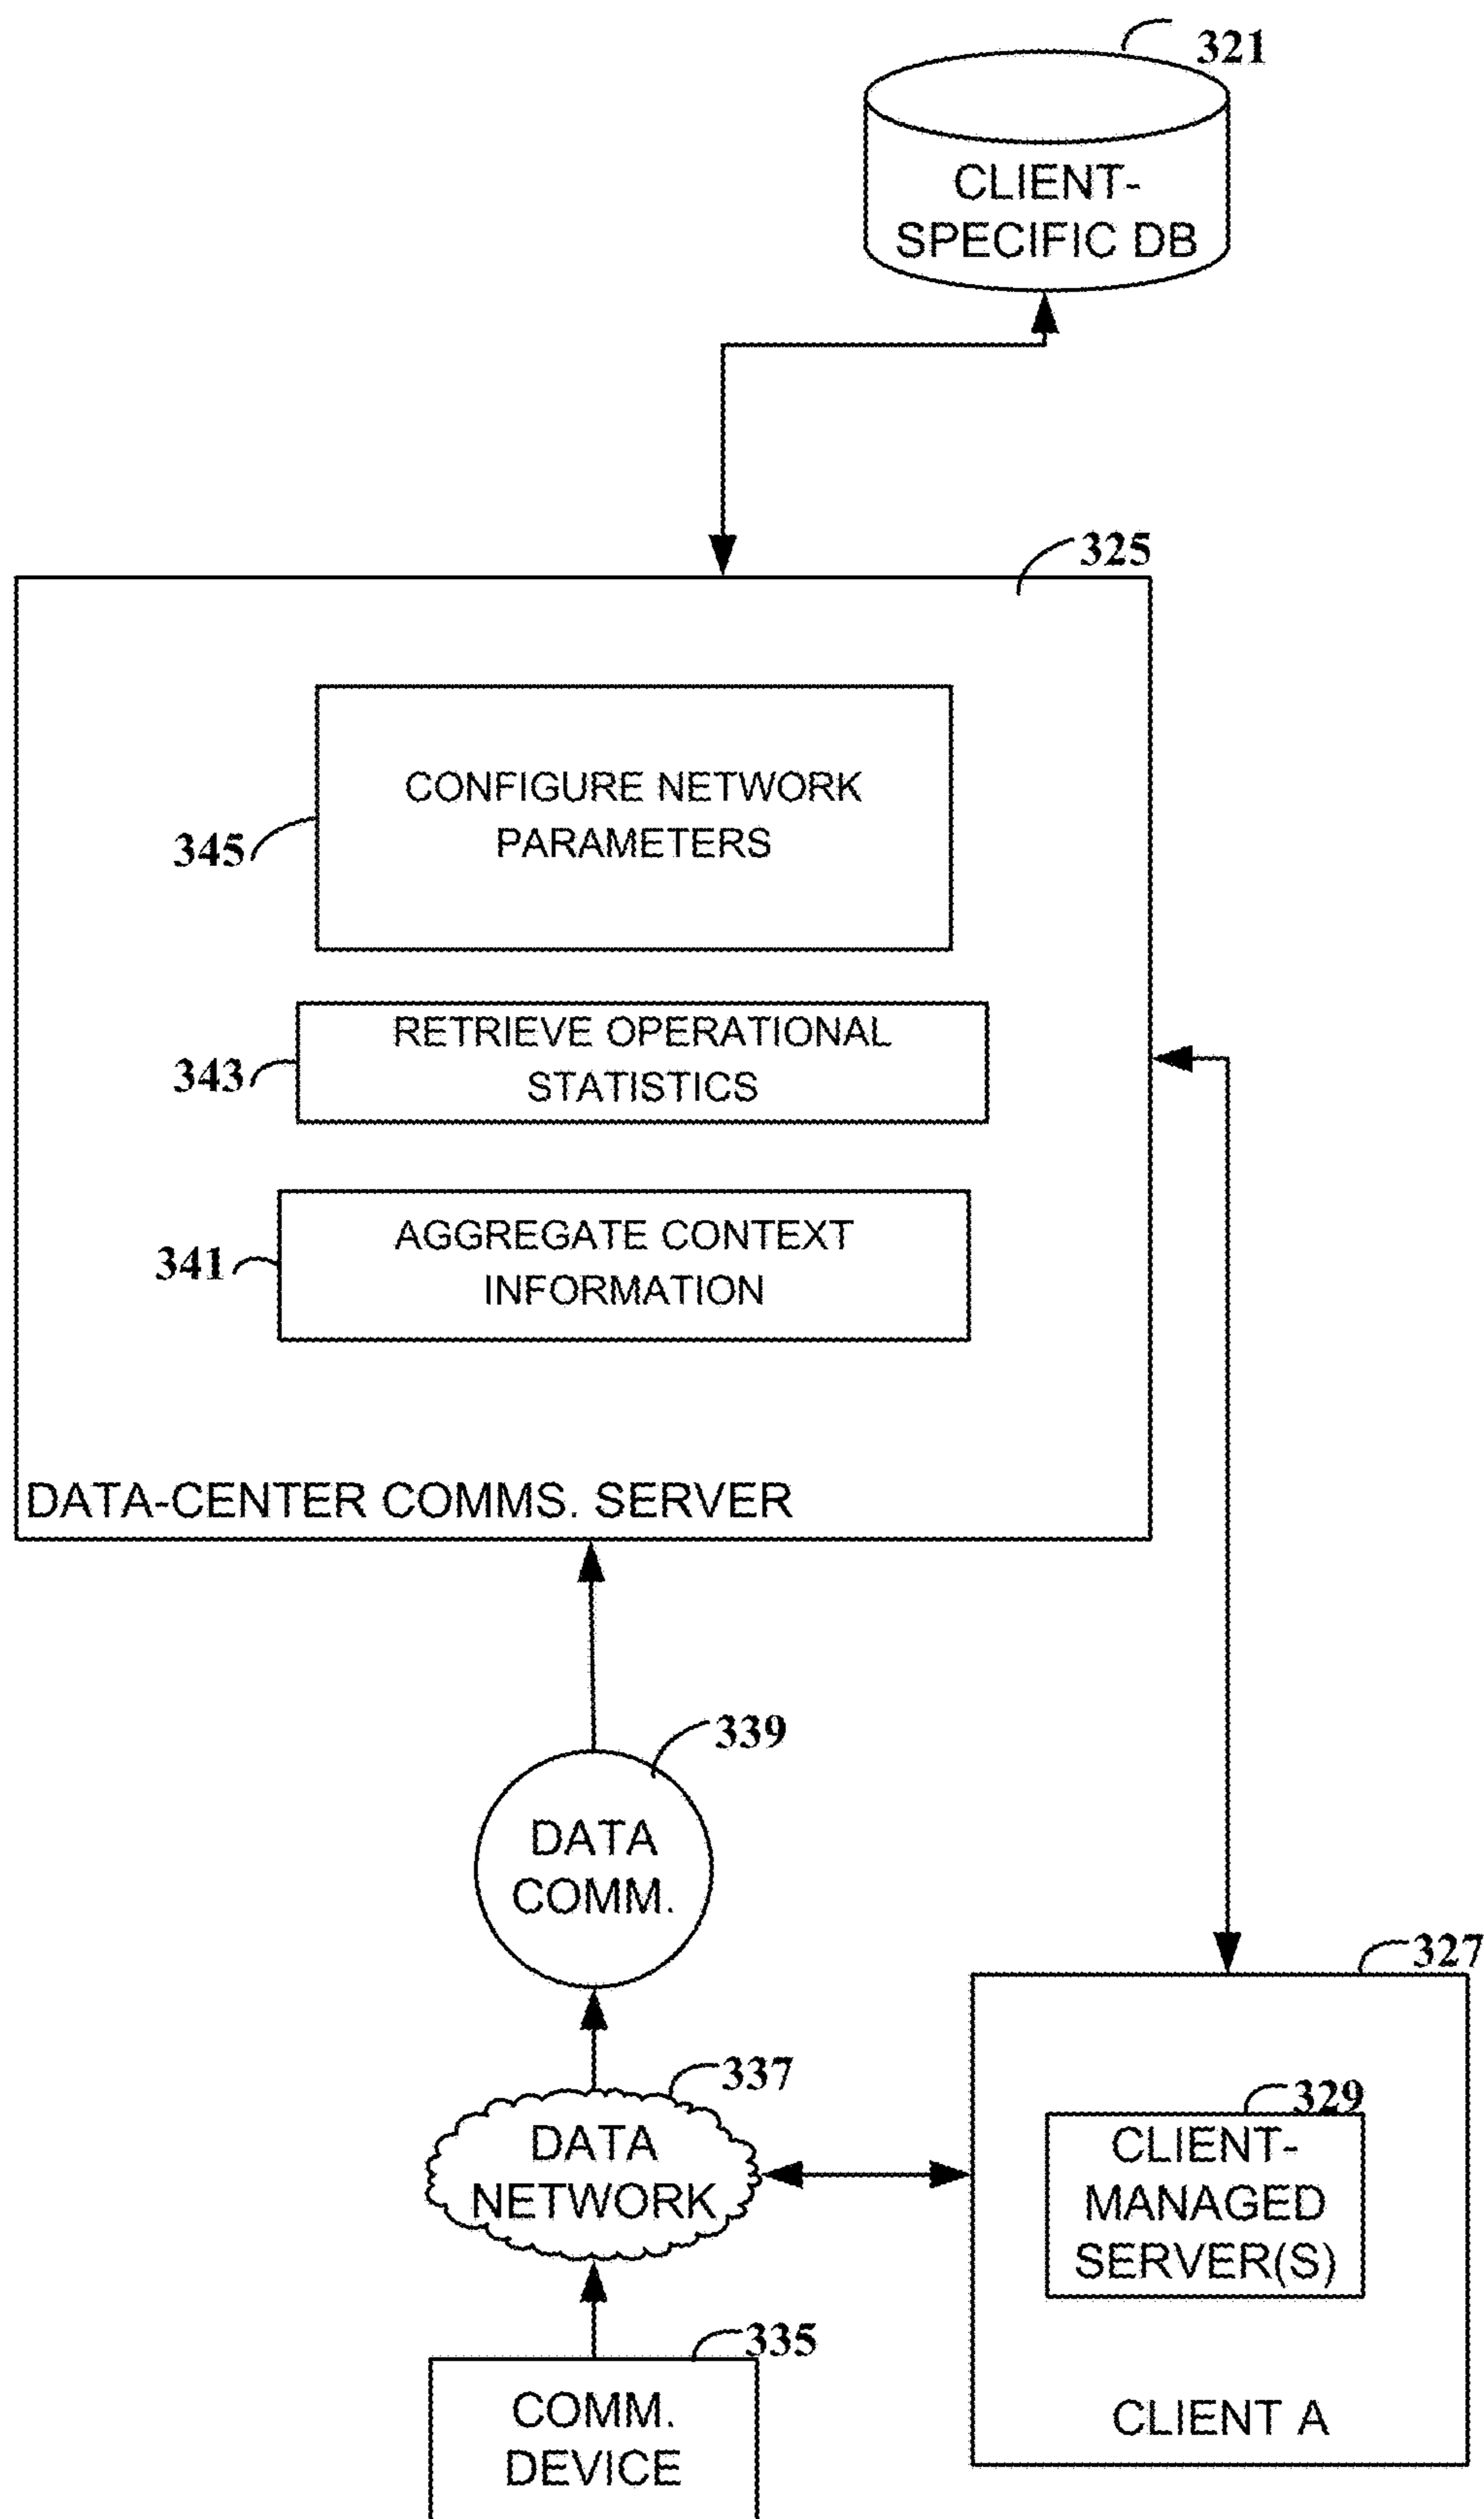 321
CLIENT-
SPECIFIC DB
325
CONFIGURE NETWORK
PARAMETERS
345
RETRIEVE OPERATIONAL
STATISTICS
343
AGGREGATE CONTEXT
INFORMATION
341
DATA-CENTER COMMS. SERVER
339
DATA
COMM.
327
337
DATA
NETWORK
329
CLIENT-
MANAGED
SERVER(S)
335
COMM.
DEVICE
CLIENT A